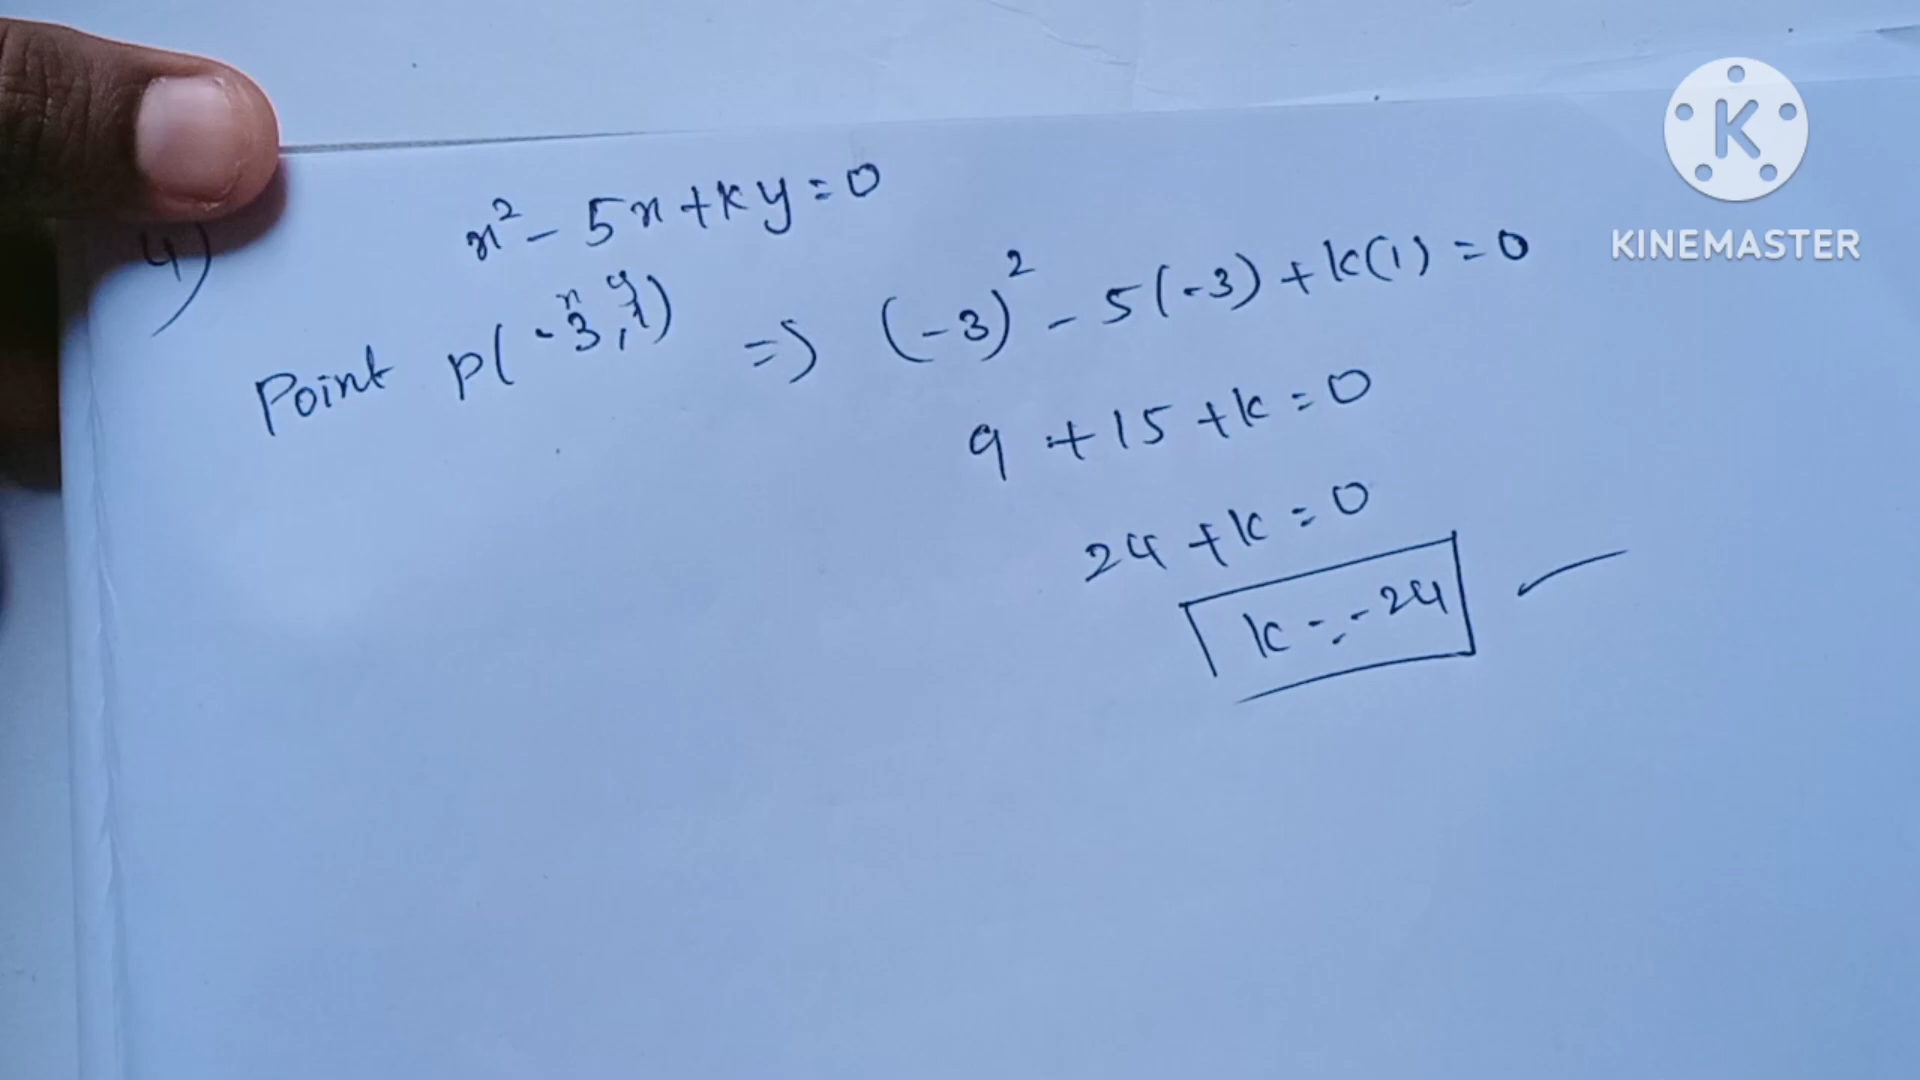 4) x² - 5x + ky = 0
Point P(-3, 1) => (-3)² - 5(-3) + k(1) = 0
x y
9 + 15 + k = 0
24 + k = 0
k = -24
KINEMASTER